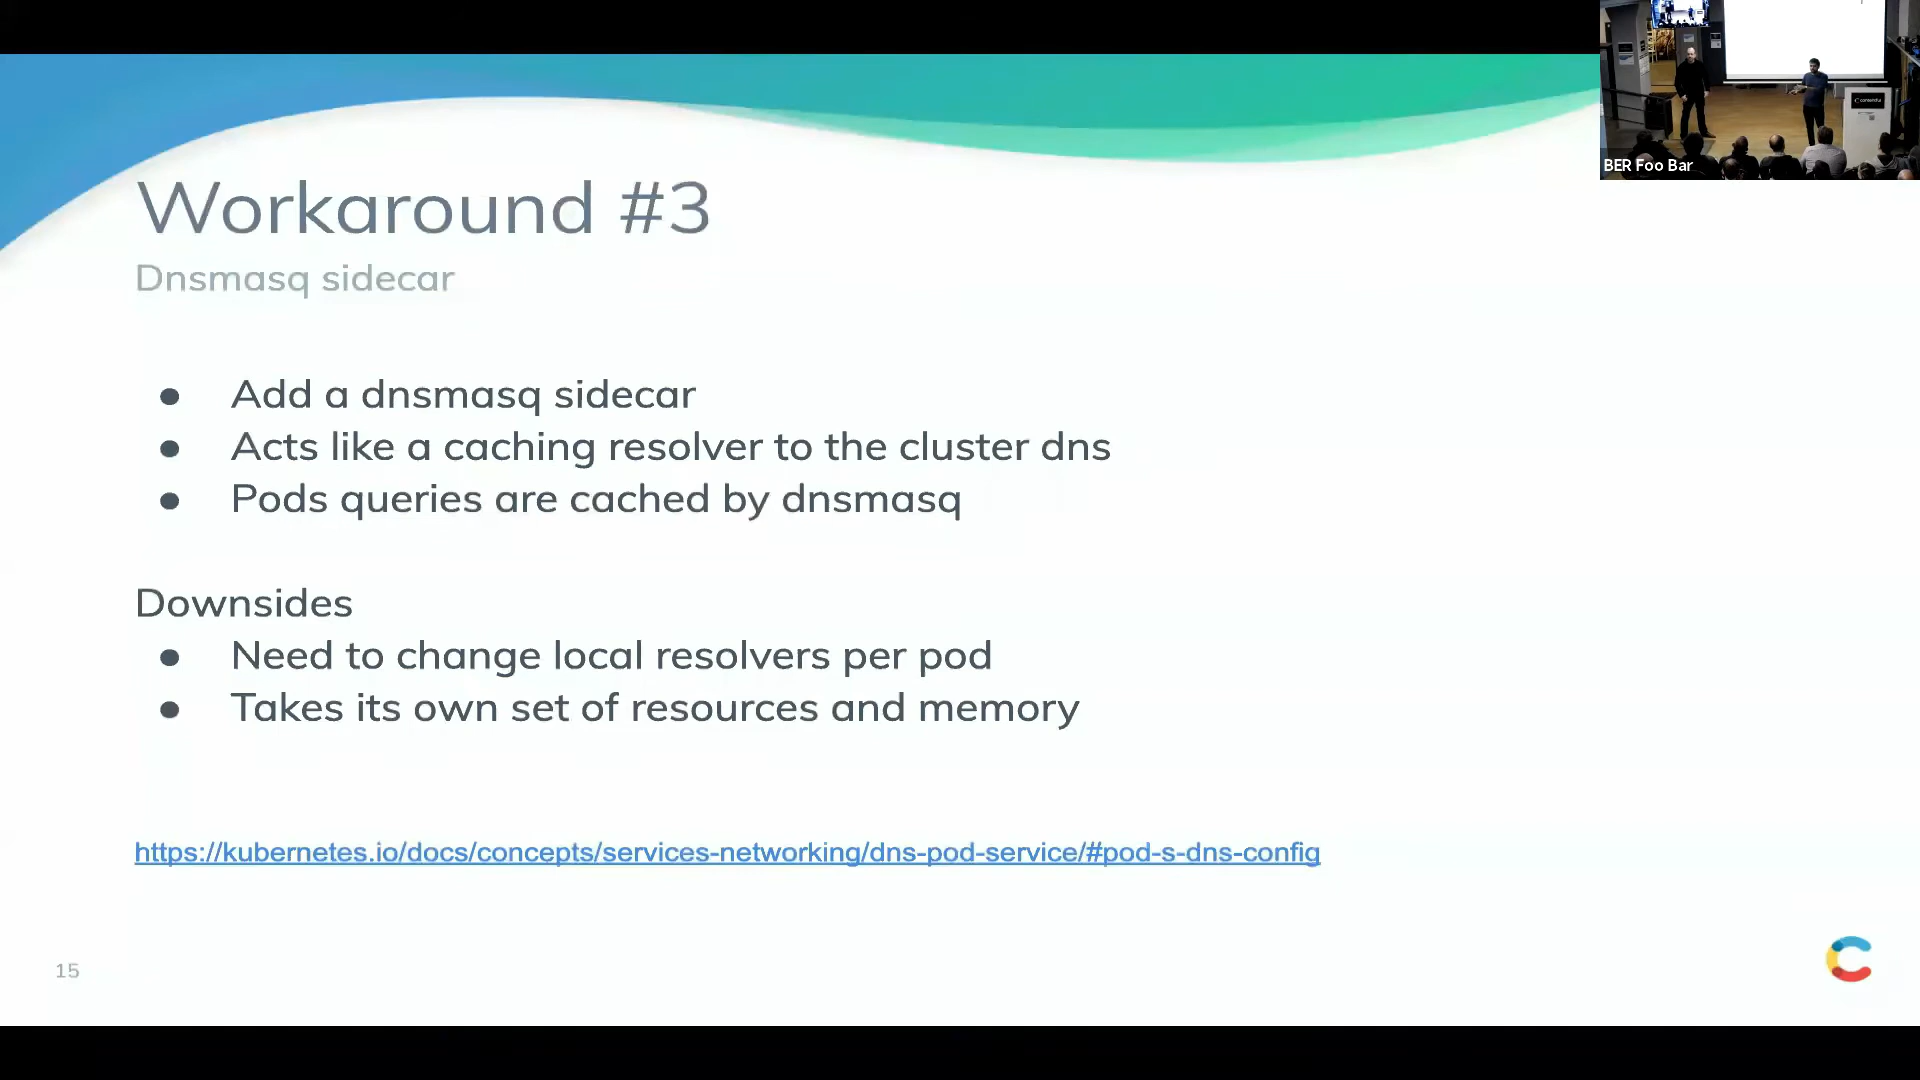 BER Foo Bar
Workaround #3
Dnsmasq sidecar
● Add a dnsmasq sidecar
● Acts like a caching resolver to the cluster dns
● Pods queries are cached by dnsmasq
Downsides
● Need to change local resolvers per pod
● Takes its own set of resources and memory
https://kubernetes.io/docs/concepts/services-networking/dns-pod-service/#pod-s-dns-config
15